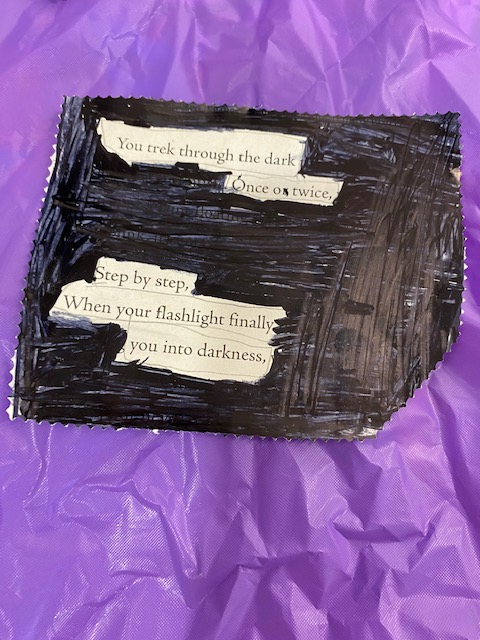 You trek through the dark
Once or twice,
Step by step,
When your flashlight finally
you into darkness,